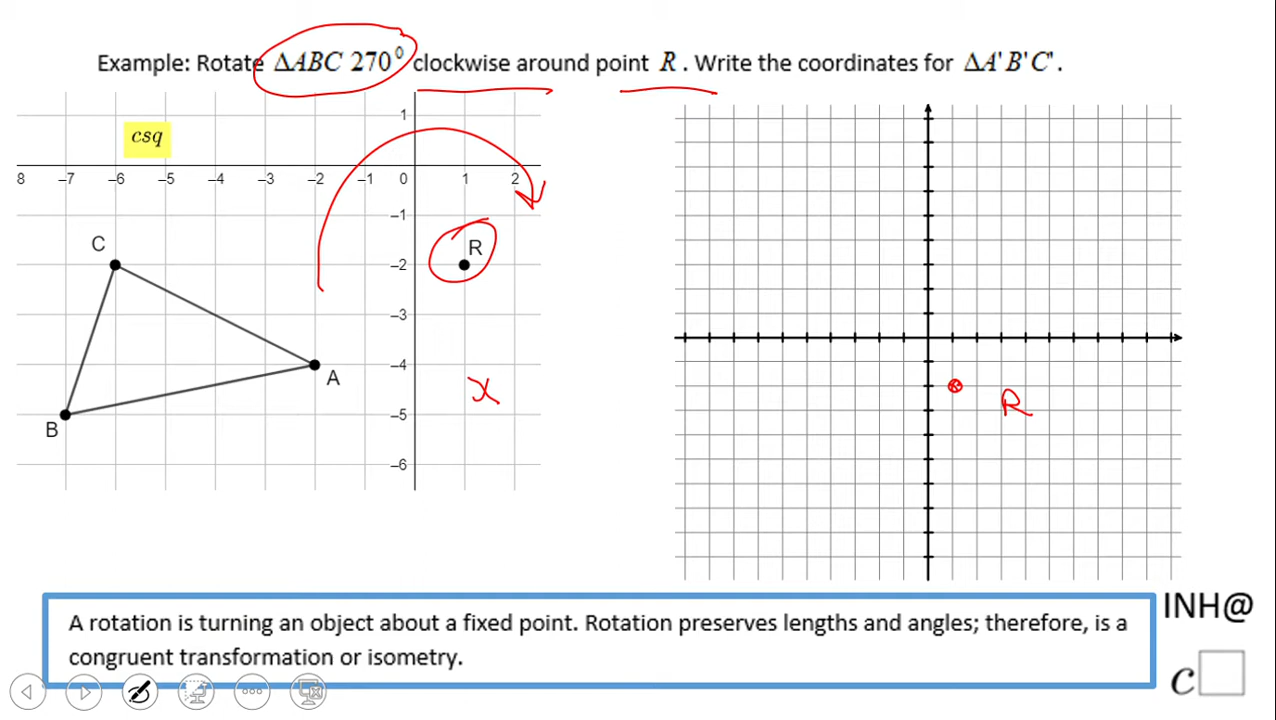 Example: Rotate ΔABC 270⁰ clockwise around point R. Write the coordinates for ΔA'B'C'.
csq
1
8 −7 −6 −5 −4 −3 −2 −1 0 1 2
−1
C
R
−2
−3
−4
A
x
R
−5
B
−6
INH@
A rotation is turning an object about a fixed point. Rotation preserves lengths and angles; therefore, is a
congruent transformation or isometry.
c